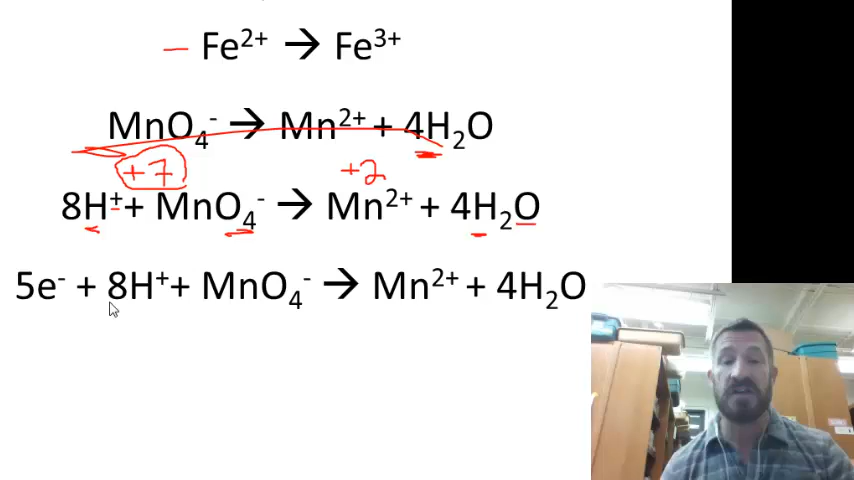 – Fe²⁺ → Fe³⁺
MnO₄⁻ → Mn²⁺ + 4H₂O
+7 +2
8H⁺+ MnO₄⁻ → Mn²⁺ + 4H₂O
5e⁻ + 8H⁺+ MnO₄⁻ → Mn²⁺ + 4H₂O